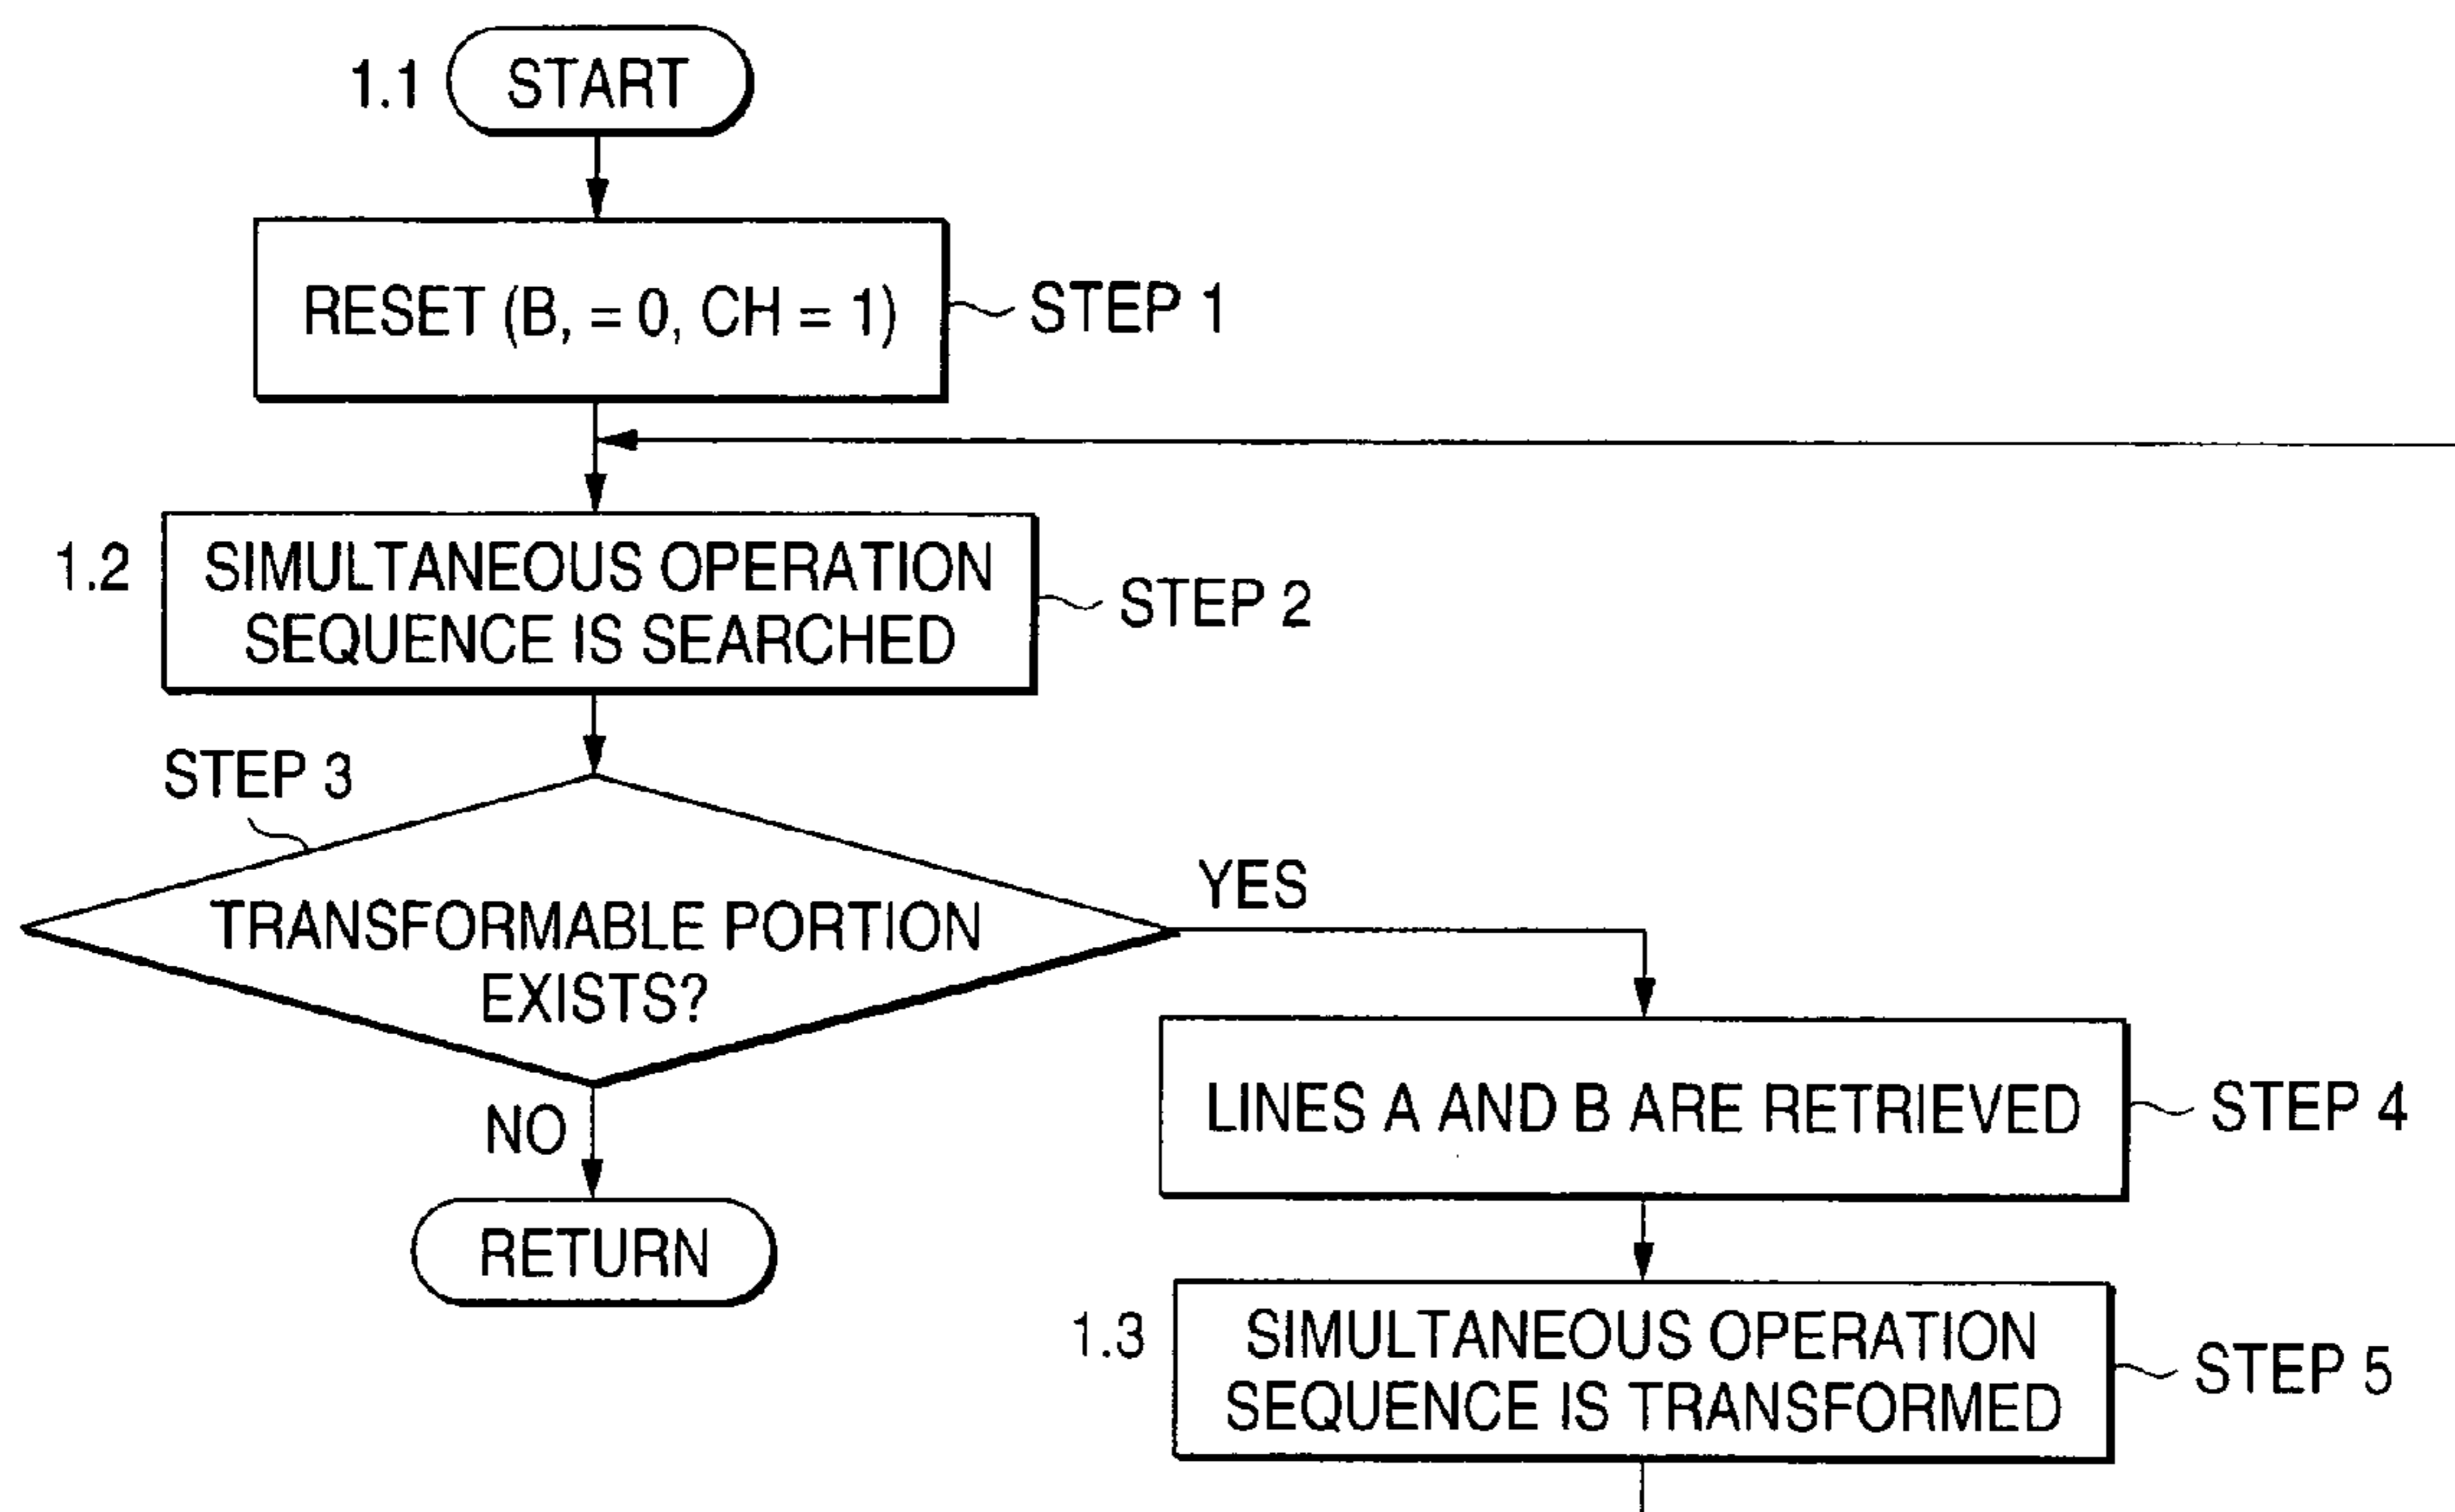 1.1
START
RESET (B, = 0, CH = 1)
STEP 1
1.2
SIMULTANEOUS OPERATION
SEQUENCE IS SEARCHED
STEP 2
STEP 3
TRANSFORMABLE PORTION
EXISTS?
YES
NO
RETURN
LINES A AND B ARE RETRIEVED
STEP 4
1.3
SIMULTANEOUS OPERATION
SEQUENCE IS TRANSFORMED
STEP 5